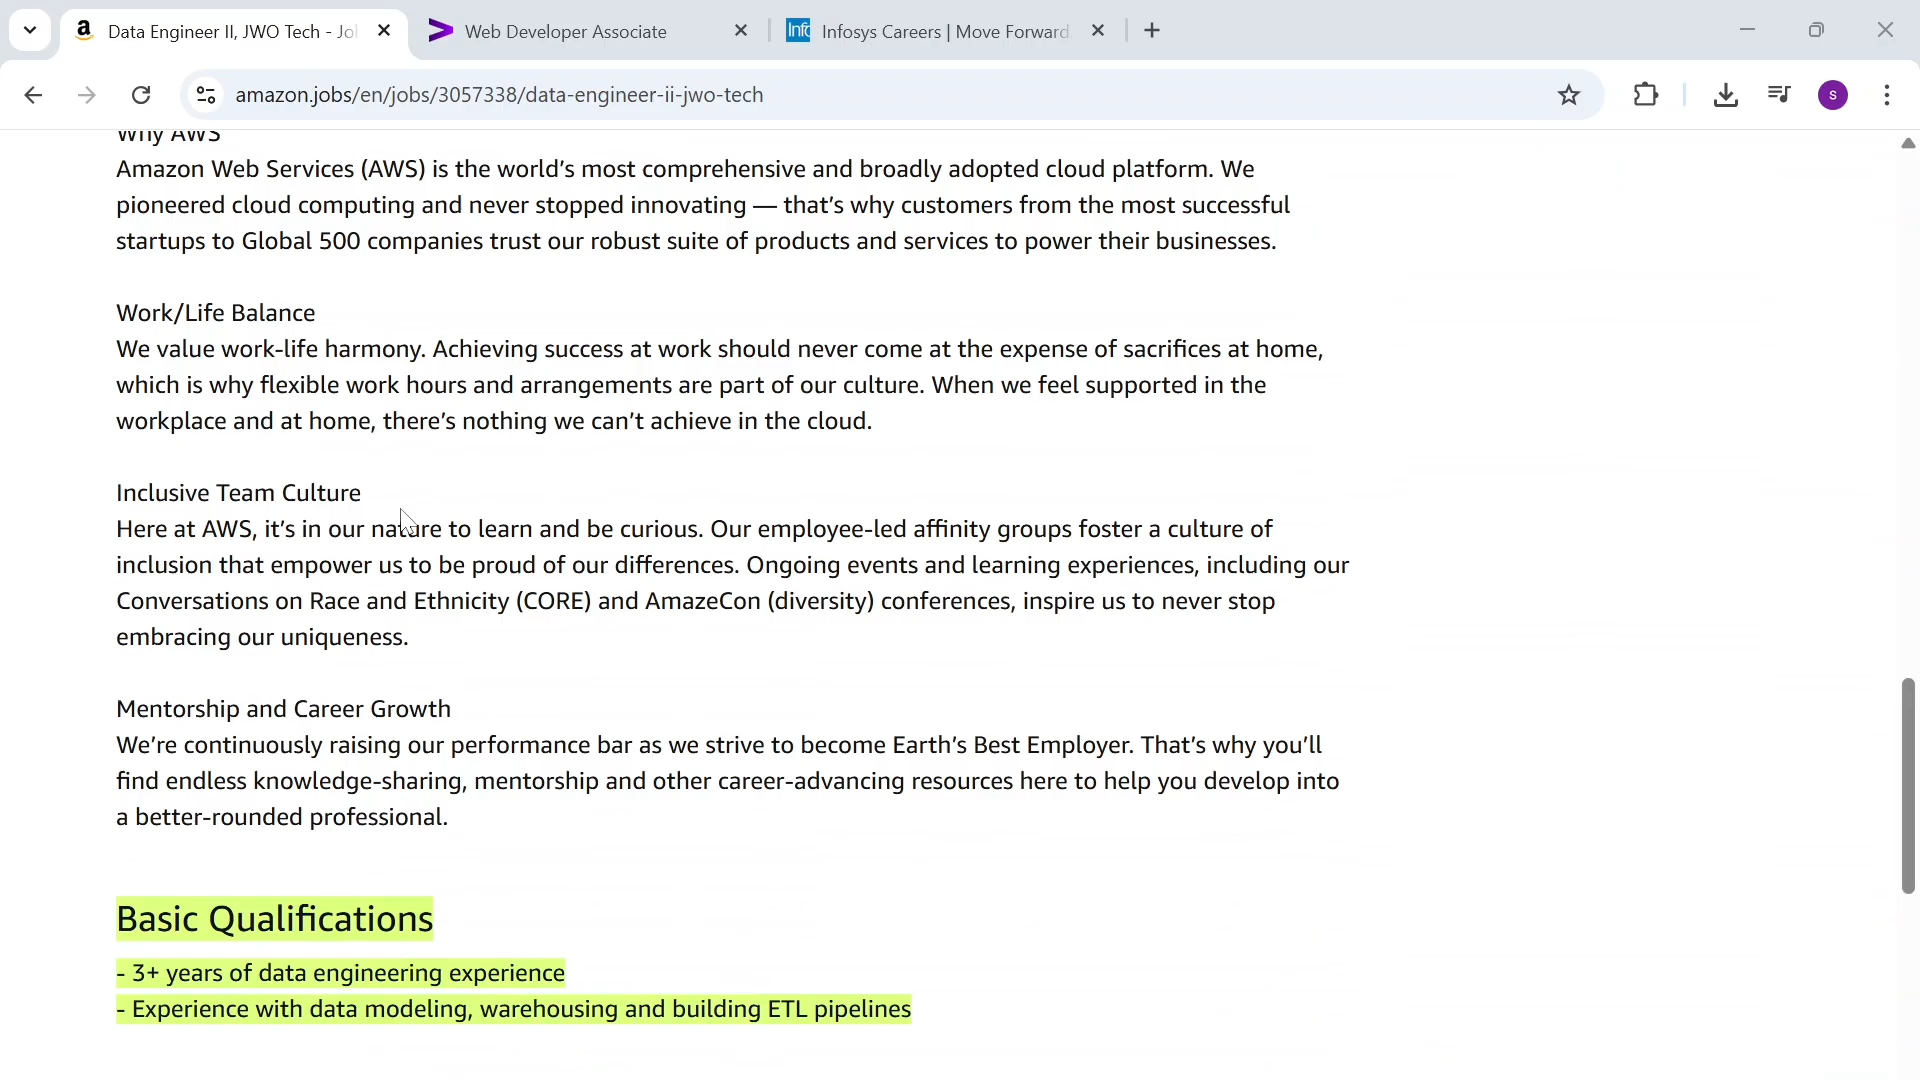 Data Engineer II, JWO Tech - Jo
Web Developer Associate
Infosys Careers | Move Forward
amazon.jobs/en/jobs/3057338/data-engineer-ii-jwo-tech
s
Why AWS
Amazon Web Services (AWS) is the world’s most comprehensive and broadly adopted cloud platform. We
pioneered cloud computing and never stopped innovating — that’s why customers from the most successful
startups to Global 500 companies trust our robust suite of products and services to power their businesses.
Work/Life Balance
We value work-life harmony. Achieving success at work should never come at the expense of sacrifices at home,
which is why flexible work hours and arrangements are part of our culture. When we feel supported in the
workplace and at home, there’s nothing we can’t achieve in the cloud.
Inclusive Team Culture
Here at AWS, it’s in our nature to learn and be curious. Our employee-led affinity groups foster a culture of
inclusion that empower us to be proud of our differences. Ongoing events and learning experiences, including our
Conversations on Race and Ethnicity (CORE) and AmazeCon (diversity) conferences, inspire us to never stop
embracing our uniqueness.
Mentorship and Career Growth
We’re continuously raising our performance bar as we strive to become Earth’s Best Employer. That’s why you’ll
find endless knowledge-sharing, mentorship and other career-advancing resources here to help you develop into
a better-rounded professional.
Basic Qualifications
- 3+ years of data engineering experience
- Experience with data modeling, warehousing and building ETL pipelines